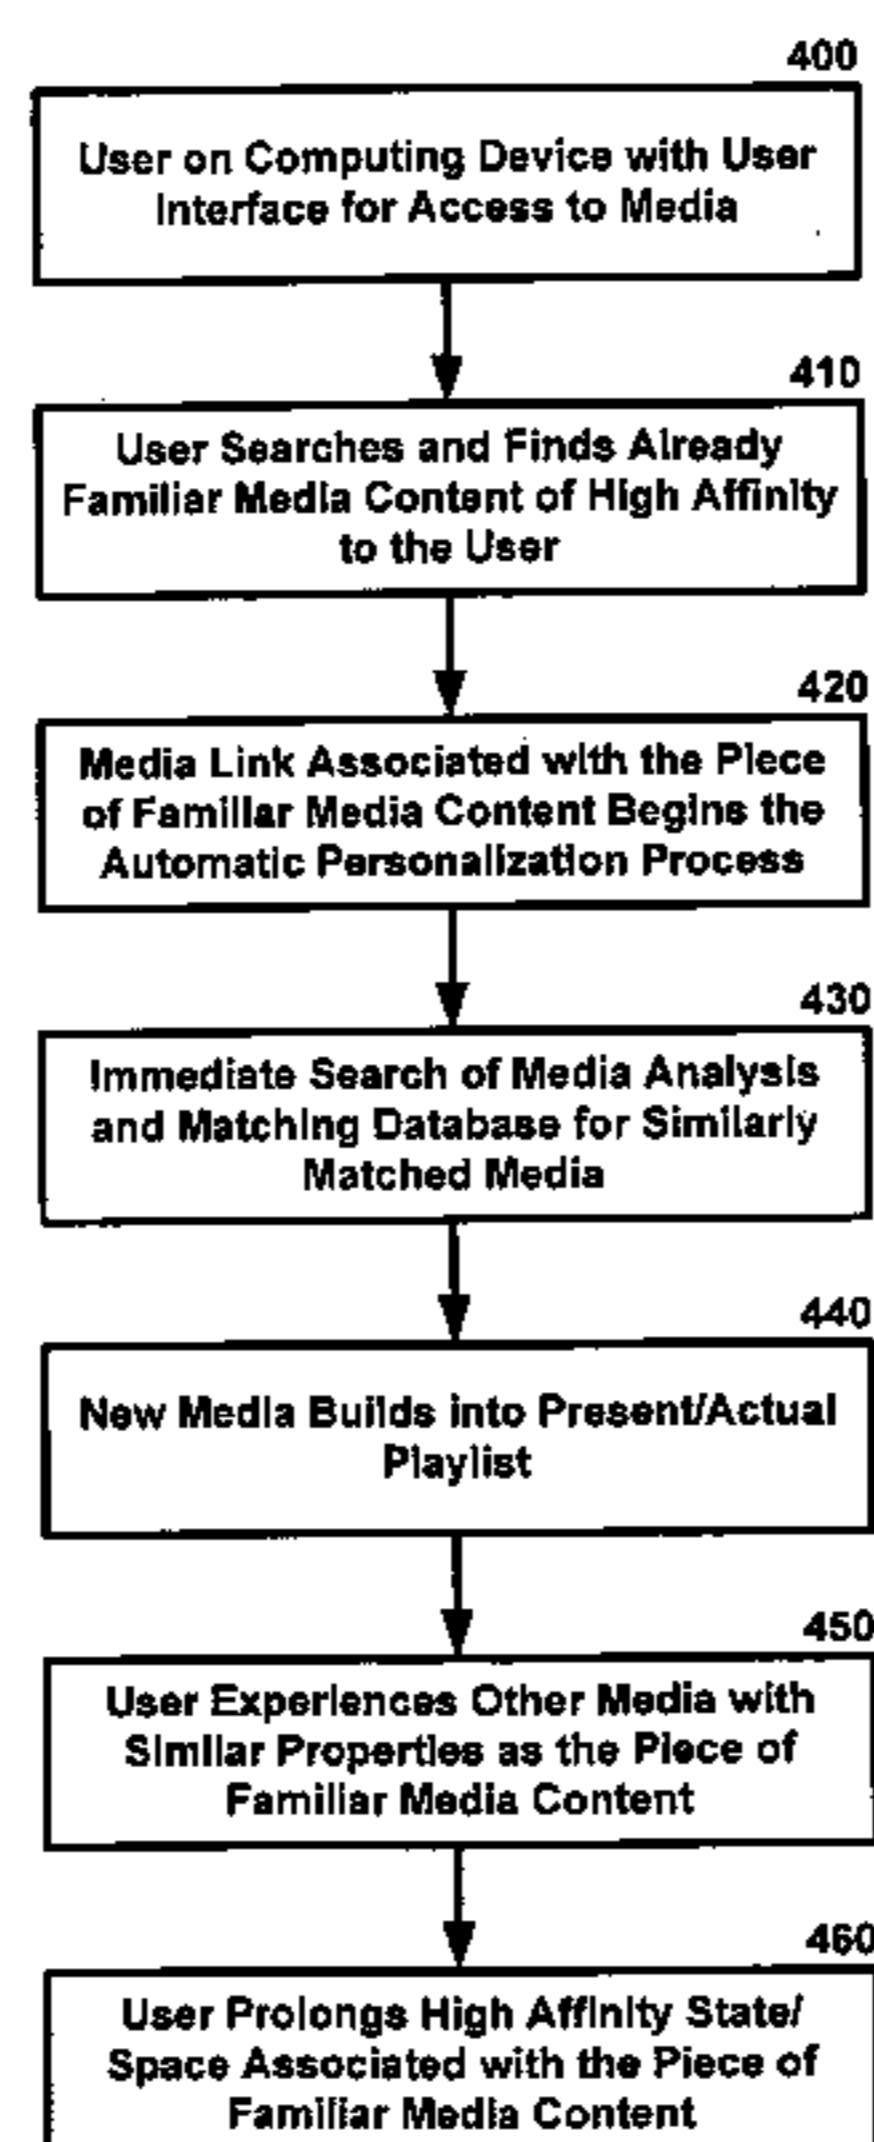 400
User on Computing Device with User
Interface for Access to Media
410
User Searches and Finds Already
Familiar Media Content of High Affinity
to the User
420
Media Link Associated with the Piece
of Familiar Media Content Begins the
Automatic Personalization Process
430
Immediate Search of Media Analysis
and Matching Database for Similarly
Matched Media
440
New Media Builds into Present/Actual
Playlist
450
User Experiences Other Media with
Similar Properties as the Piece of
Familiar Media Content
460
User Prolongs High Affinity State/
Space Associated with the Piece of
Familiar Media Content